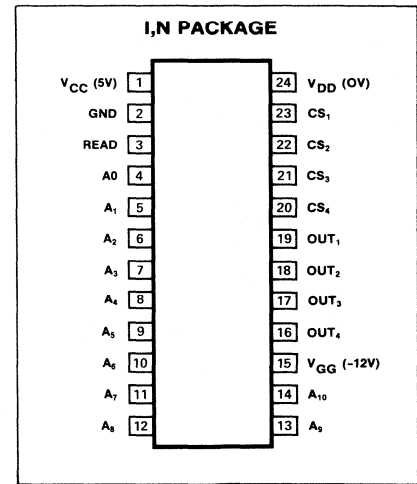 I,N PACKAGE
VCC (5V) 1 24 VDD (OV)
GND 2 23 CS1
READ 3 22 CS2
A0 4 21 CS3
A1 5 20 CS4
A2 6 19 OUT1
A3 7 18 OUT2
A4 8 17 OUT3
A5 9 16 OUT4
A6 10 15 VGG (-12V)
A7 11 14 A10
A8 12 13 A9